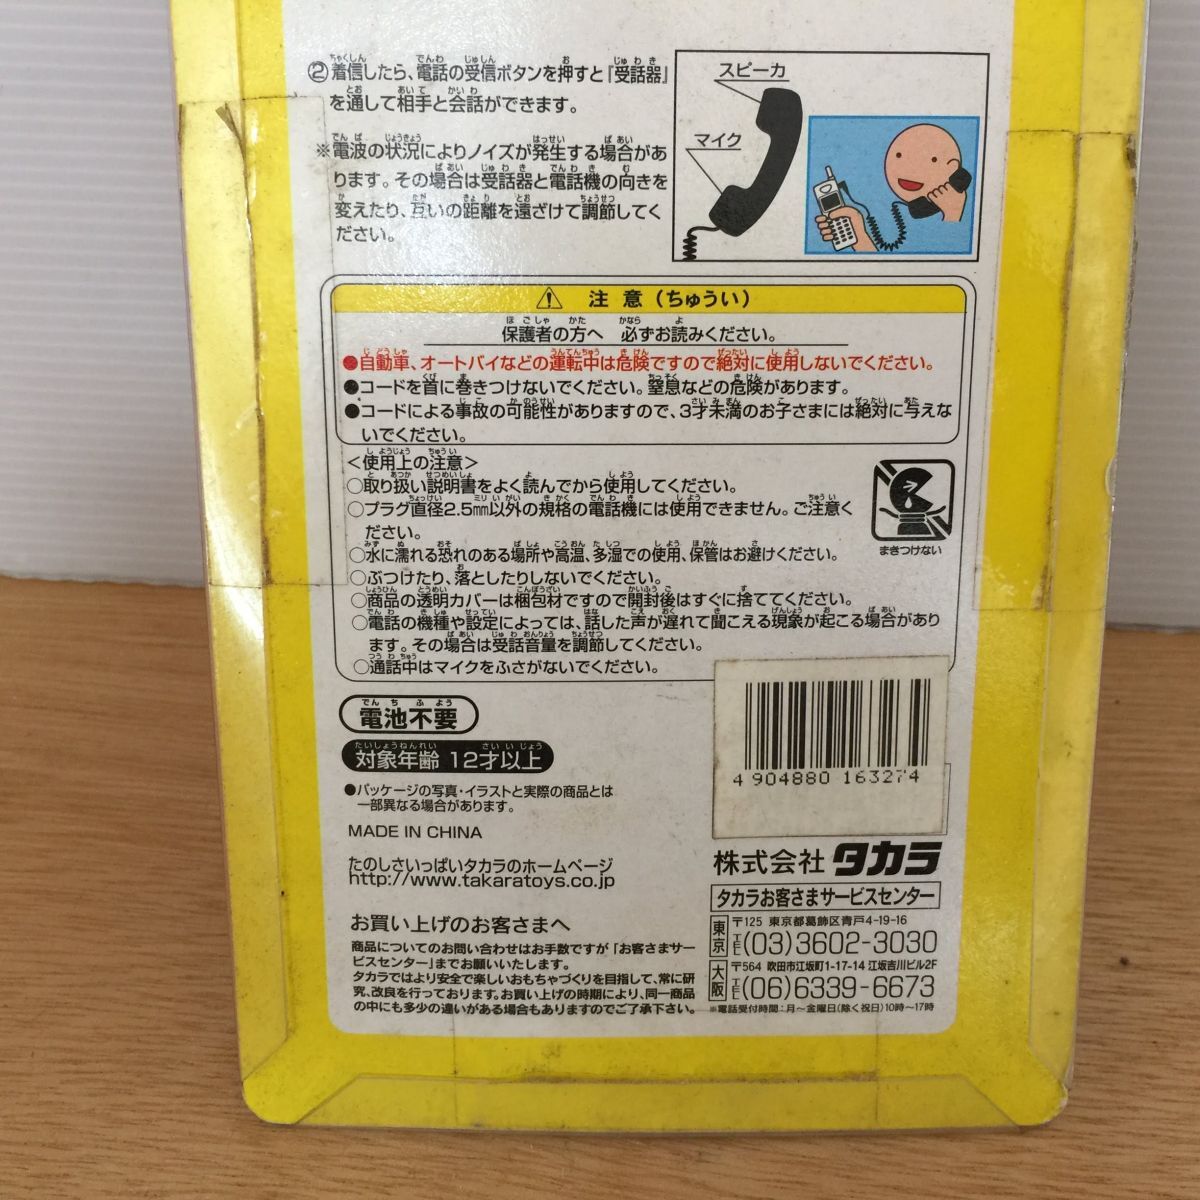 ②着信したら、電話の受信ボタンを押すと『受話器』
を通して相手と会話ができます。
※電波の状況によりノイズが発生する場合があ
ります。その場合は受話器と電話機の向きを
変えたり、互いの距離を遠ざけて調節してく
ださい。
スピーカ
マイク
⚠ 注意(ちゅうい)
保護者の方へ 必ずお読みください。
●自動車、オートバイなどの運転中は危険ですので絶対に使用しないでください。
●コードを首に巻きつけないでください。窒息などの危険があります。
●コードによる事故の可能性がありますので、3才未満のお子さまには絶対に与えな
いでください。
＜使用上の注意＞
○取り扱い説明書をよく読んでから使用してください。
○プラグ直径2.5mm以外の規格の電話機には使用できません。ご注意く
ださい。
○水に濡れる恐れのある場所や高温、多湿での使用、保管はお避けください。
○ぶつけたり、落としたりしないでください。
○商品の透明カバーは梱包材ですので開封後はすぐに捨ててください。
○電話の機種や設定によっては、話した声が遅れて聞こえる現象が起こる場合があり
ます。その場合は受話音量を調節してください。
○通話中はマイクをふさがないでください。
まきつけない
電池不要
対象年齢 12才以上
●パッケージの写真・イラストと実際の商品とは
一部異なる場合があります。
MADE IN CHINA
たのしさいっぱいタカラのホームページ
http://www.takaratoys.co.jp
お買い上げのお客さまへ
商品についてのお問い合わせはお手数ですが「お客さまサー
ビスセンター」までお願いいたします。
タカラではより安全で楽しいおもちゃづくりを目指して、常に研
究、改良を行っております。お買い上げの時期により、同一商品
の中にも多少の違いがある場合もありますのでご了承下さい。
4 904880 163274
株式会社 タカラ
タカラお客さまサービスセンター
東京 〒125 東京都葛飾区青戸4-19-16
TEL (03)3602-3030
大阪 〒564 吹田市江坂町1-17-14 江坂吉川ビル2F
TEL (06)6339-6673
※電話受付時間：月〜金曜日(除く祝日)10時〜17時